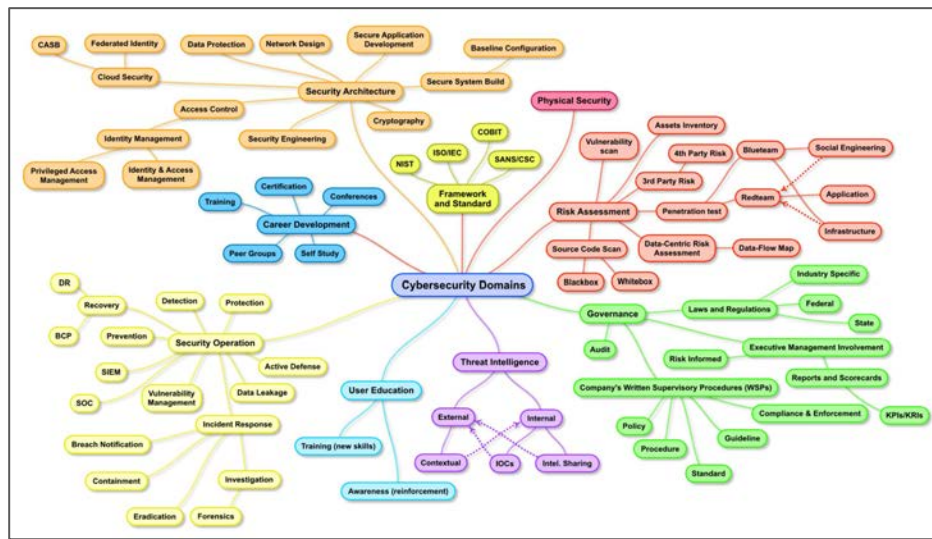 CASB
Federated Identity
Data Protection
Network Design
Secure Application
Development
Baseline Configuration
Cloud Security
Security Architecture
Secure System Build
Access Control
Cryptography
Security Engineering
Identity Management
Privileged Access
Management
Identity & Access
Management
Physical Security
NIST
ISO/IEC
COBIT
SANS/CSC
Framework
and Standard
Vulnerability
scan
Assets Inventory
4th Party Risk
3rd Party Risk
Blueteam
Social Engineering
Risk Assessment
Penetration test
Redteam
Application
Infrastructure
Source Code Scan
Blackbox
Whitebox
Data-Centric Risk
Assessment
Data-Flow Map
Training
Certification
Conferences
Career Development
Peer Groups
Self Study
Cybersecurity Domains
DR
Recovery
BCP
Detection
Protection
Prevention
Security Operation
SIEM
SOC
Vulnerability
Management
Active Defense
Data Leakage
Incident Response
Breach Notification
Containment
Eradication
Forensics
Investigation
User Education
Training (new skills)
Awareness (reinforcement)
Threat Intelligence
External
Internal
Contextual
IOCs
Intel. Sharing
Governance
Audit
Laws and Regulations
Industry Specific
Federal
State
Executive Management Involvement
Risk Informed
Reports and Scorecards
KPIs/KRIs
Company's Written Supervisory Procedures (WSPs)
Policy
Procedure
Standard
Guideline
Compliance & Enforcement